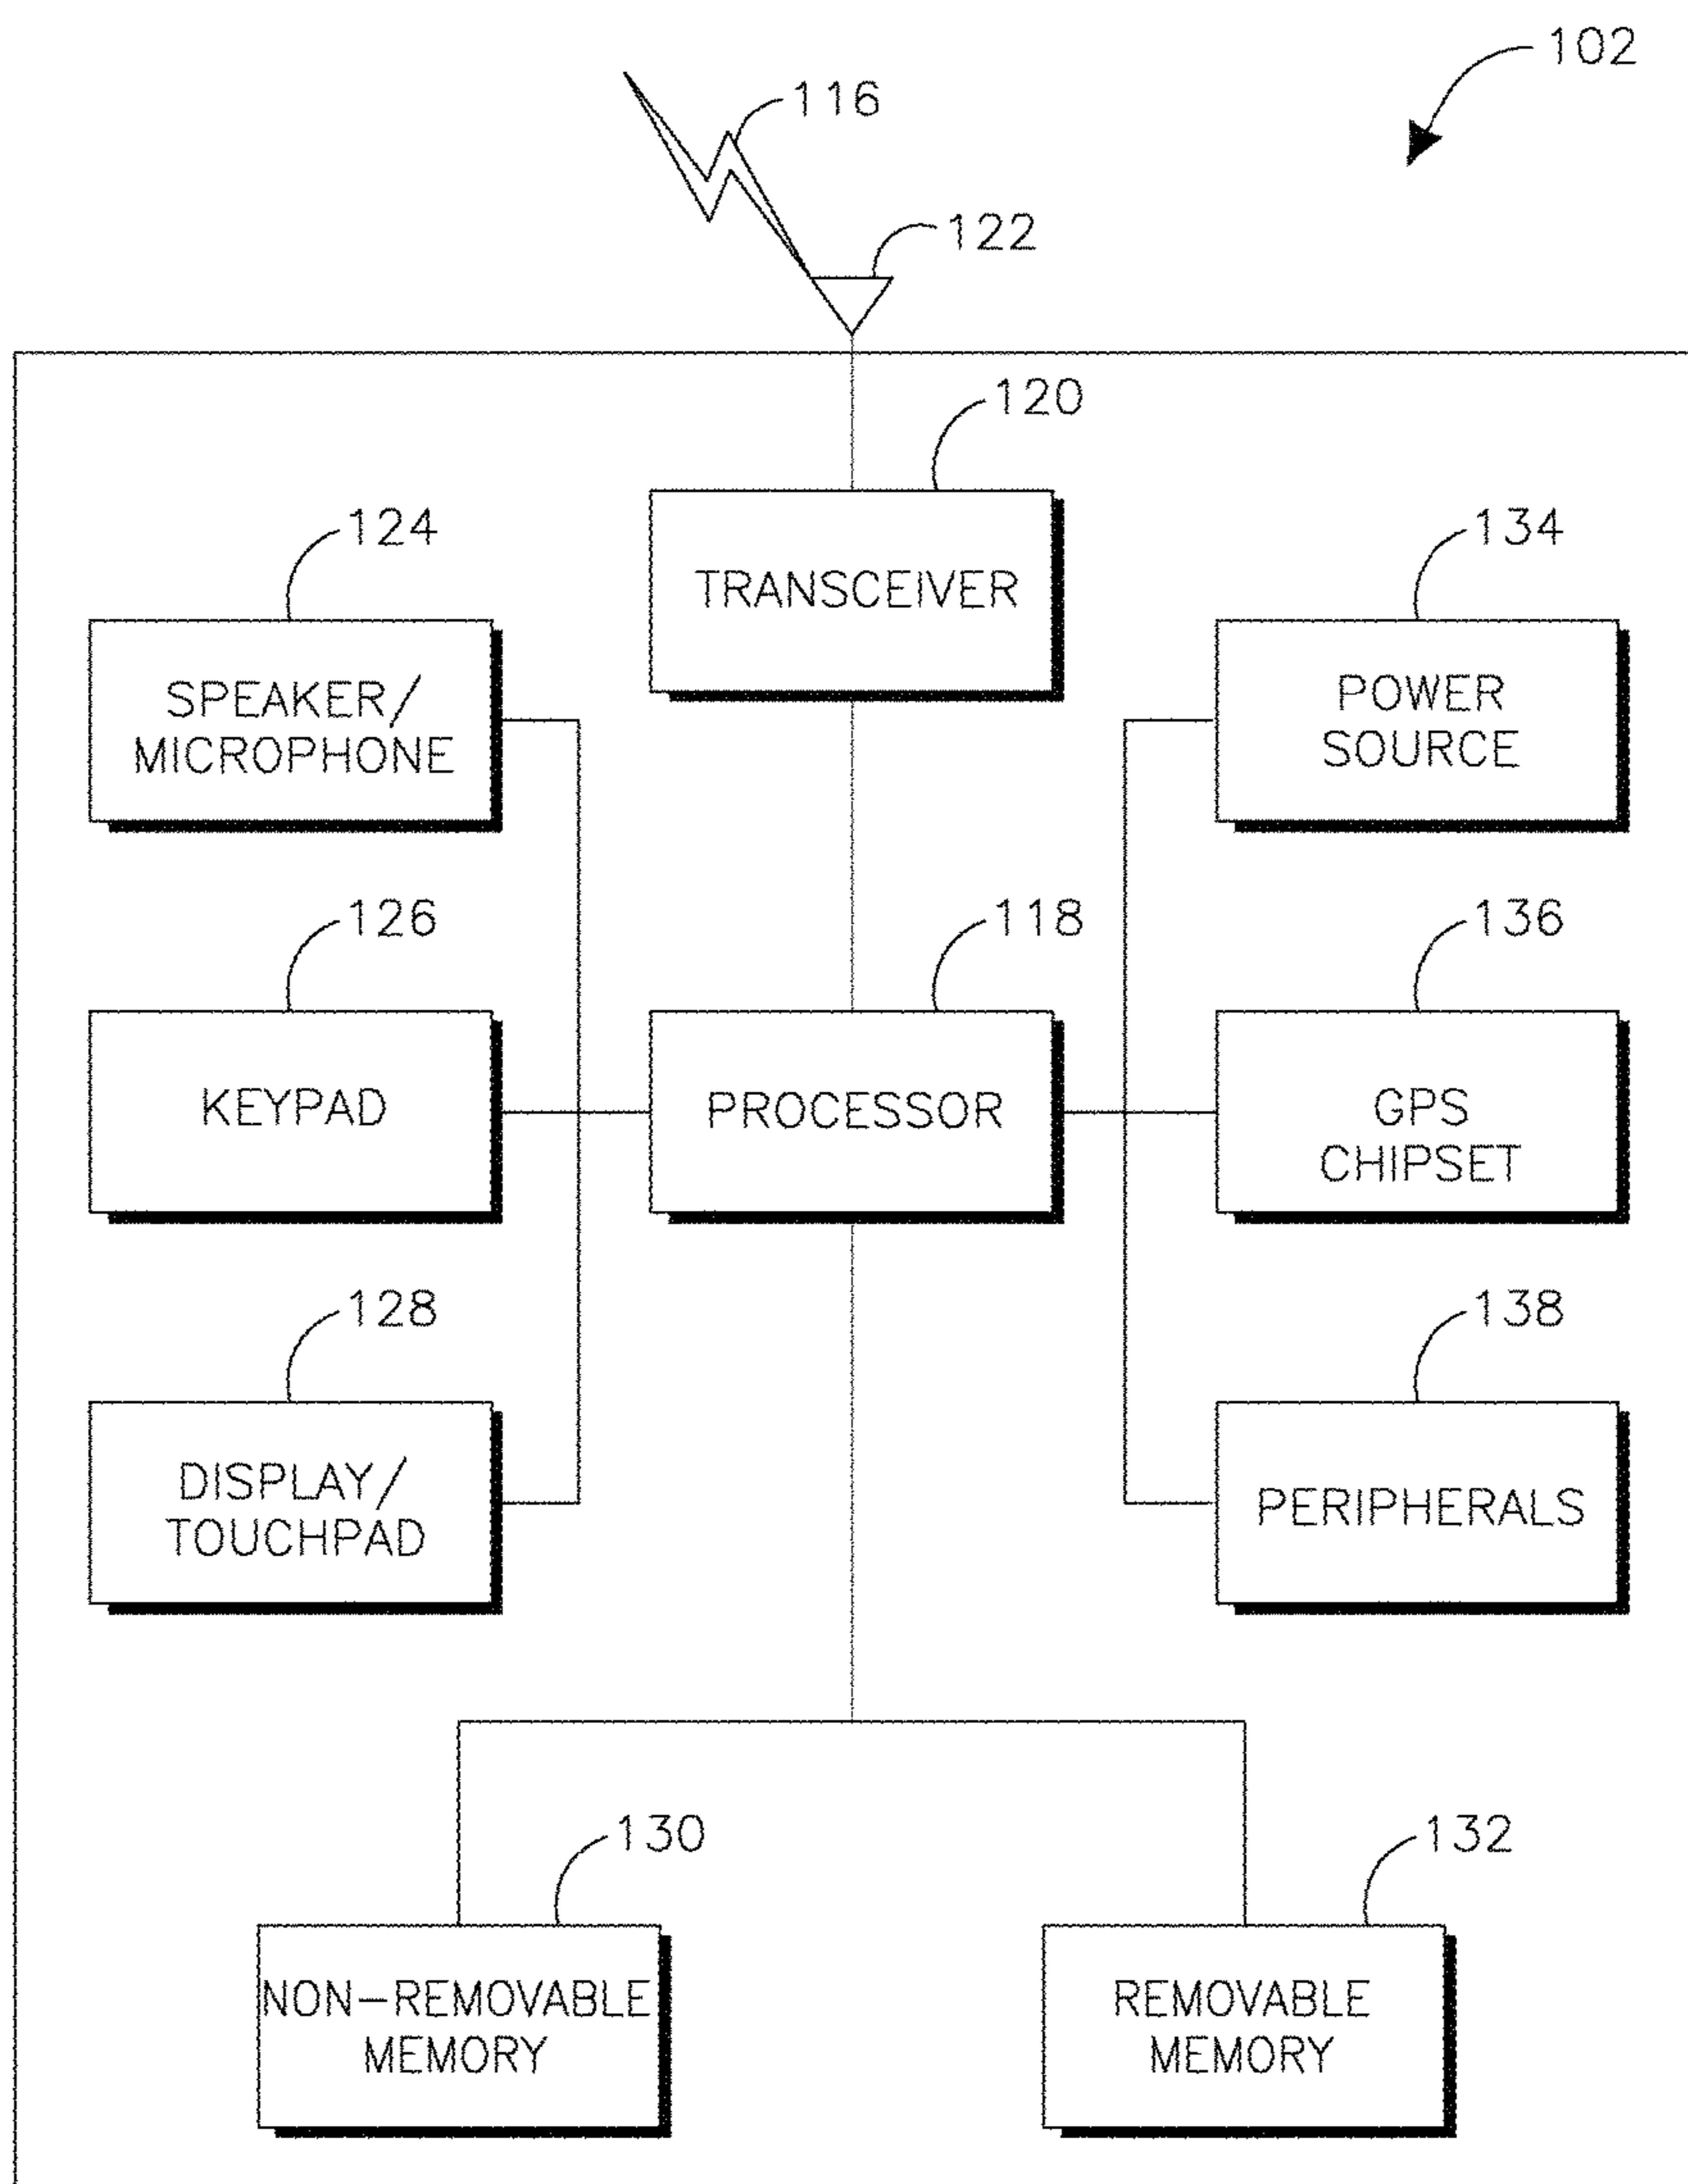 102
116
122
120
TRANSCEIVER
124
SPEAKER/
MICROPHONE
134
POWER
SOURCE
126
KEYPAD
118
PROCESSOR
136
GPS
CHIPSET
128
DISPLAY/
TOUCHPAD
138
PERIPHERALS
130
NON-REMOVABLE
MEMORY
132
REMOVABLE
MEMORY